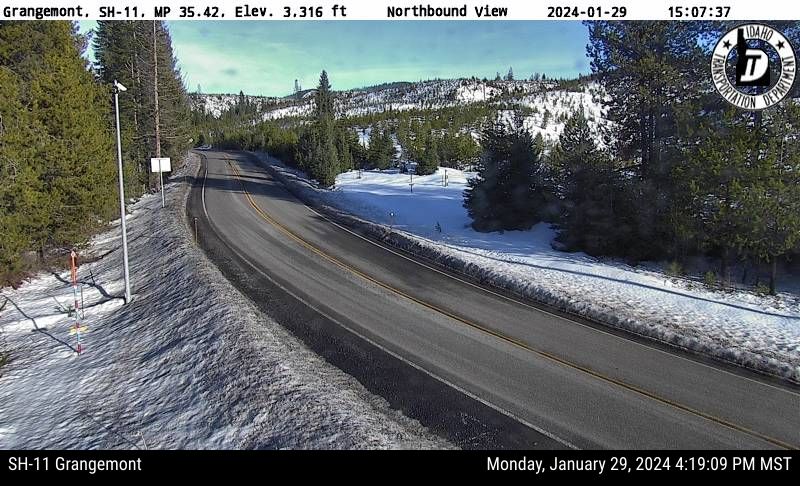 Grangemont, SH-11, MP 35.42, Elev. 3,316 ft Northbound View 2024-01-29 15:07:37
IDAHO
TRANSPORTATION DEPARTMENT
SH-11 Grangemont Monday, January 29, 2024 4:19:09 PM MST